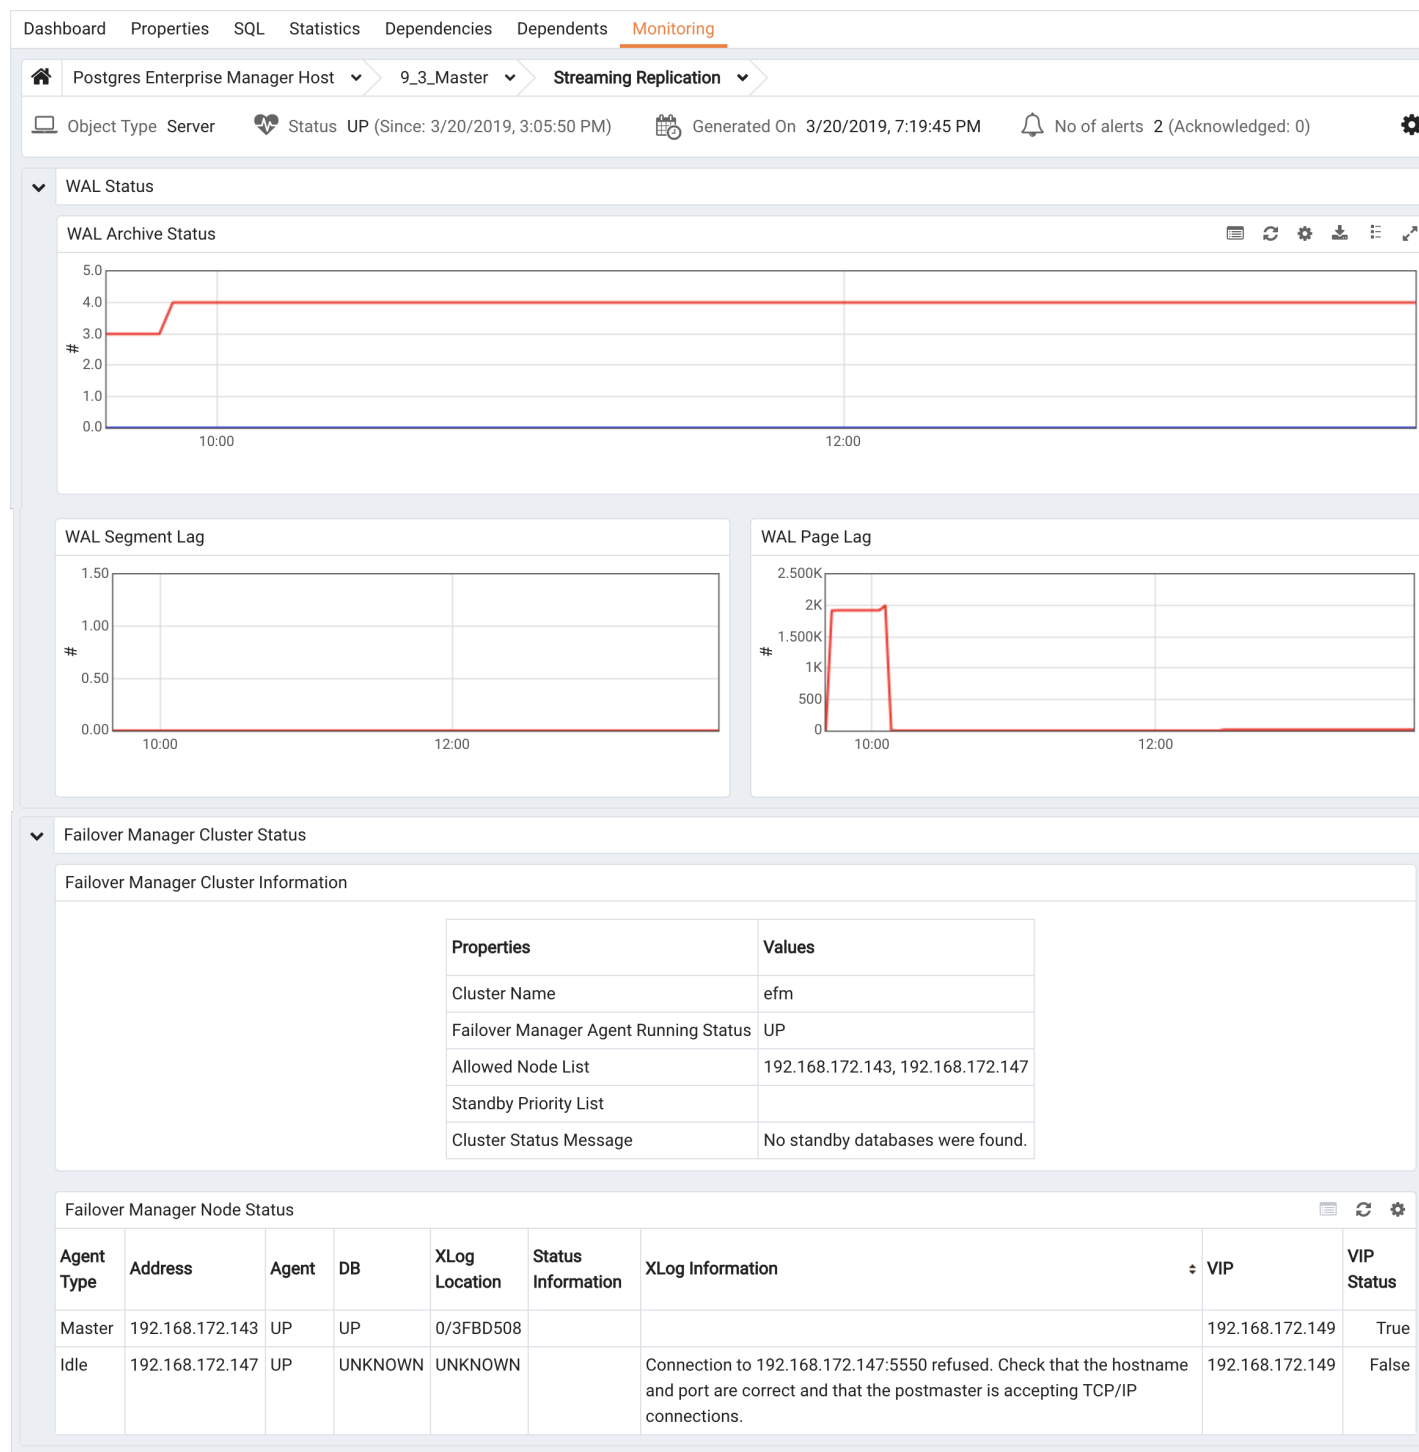 Dashboard Properties SQL Statistics Dependencies Dependents Monitoring
Postgres Enterprise Manager Host 9_3_Master Streaming Replication
Object Type Server Status UP (Since: 3/20/2019, 3:05:50 PM) Generated On 3/20/2019, 7:19:45 PM No of alerts 2 (Acknowledged: 0)
WAL Status
WAL Archive Status
5.0
4.0
3.0
#
2.0
1.0
0.0
10:00 12:00
WAL Segment Lag
1.50
1.00
#
0.50
0.00
10:00 12:00
WAL Page Lag
2.500K
2K
1.500K
#
1K
500
0
10:00 12:00
Failover Manager Cluster Status
Failover Manager Cluster Information
Properties Values
Cluster Name efm
Failover Manager Agent Running Status UP
Allowed Node List 192.168.172.143, 192.168.172.147
Standby Priority List
Cluster Status Message No standby databases were found.
Failover Manager Node Status
Agent Type Address Agent DB XLog Location Status Information XLog Information VIP VIP Status
Master 192.168.172.143 UP UP 0/3FBD508 192.168.172.149 True
Idle 192.168.172.147 UP UNKNOWN UNKNOWN Connection to 192.168.172.147:5550 refused. Check that the hostname 192.168.172.149 False
and port are correct and that the postmaster is accepting TCP/IP
connections.